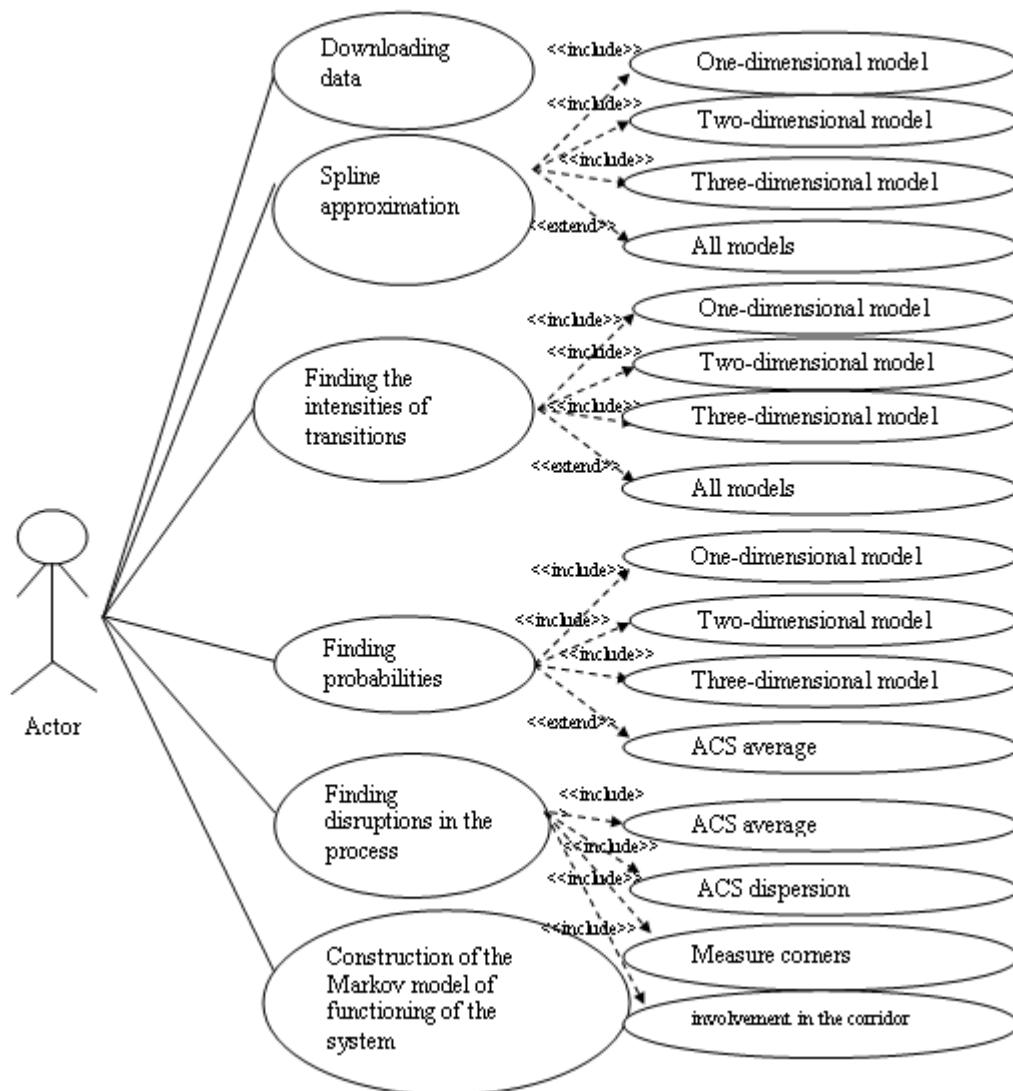 Downloading
data
<<include>>
One-dimensional model
<<include>>
Two-dimensional model
Spline
approximation
<<include>>
Three-dimensional model
<<extend>>
All models
<<include>>
One-dimensional model
Finding the
intensities of
transitions
<<include>>
Two-dimensional model
<<include>>
Three-dimensional model
<<extend>>
All models
<<include>>
One-dimensional model
<<include>>
Two-dimensional model
Finding
probabilities
<<include>>
Three-dimensional model
<<extend>>
ACS average
Actor
Finding
disruptions in the
process
<<include>
>
ACS average
<<include>>
ACS dispersion
<<include>>
Measure corners
<<include>>
involvement in the corridor
Construction of the
Markov model of
functioning of the
system